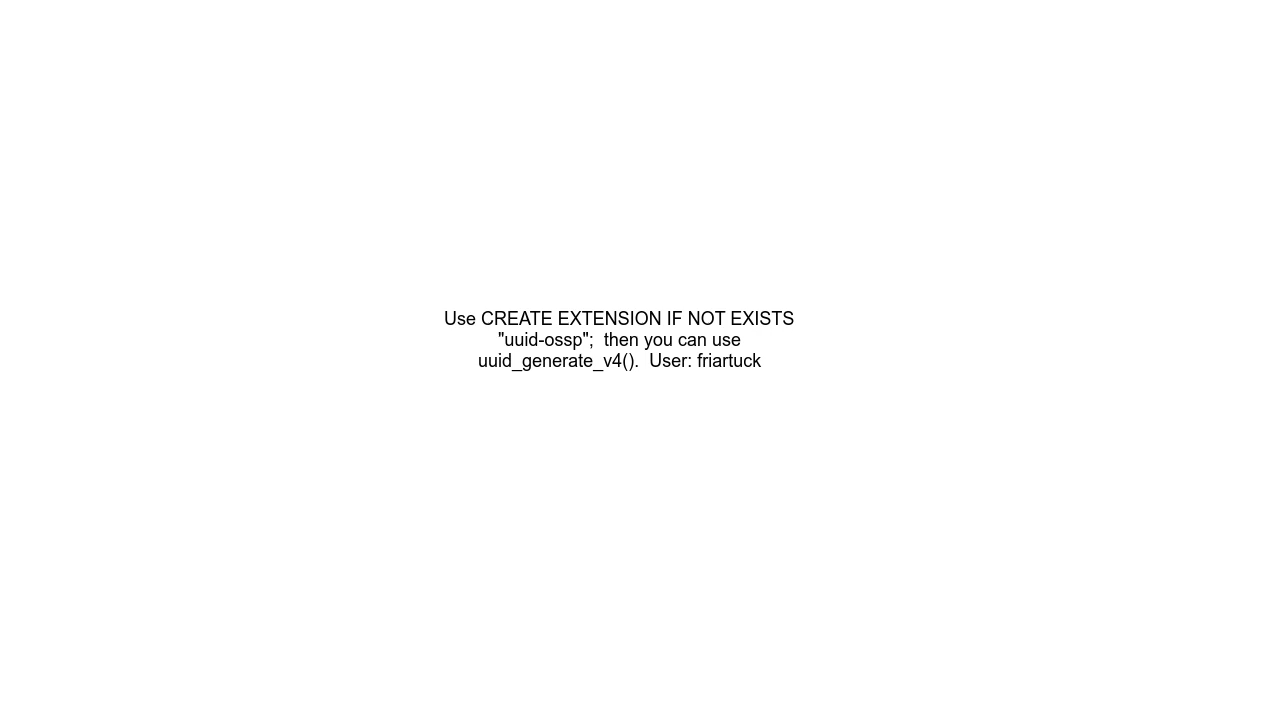 Use CREATE EXTENSION IF NOT EXISTS
"uuid-ossp";  then you can use
uuid_generate_v4().  User: friartuck